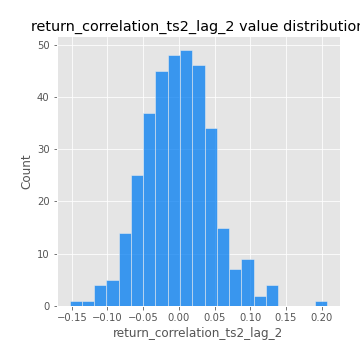 return_correlation_ts2_lag_2 value distribution
50
40
30
20
10
0
Count
−0.15 −0.10 −0.05 0.00 0.05 0.10 0.15 0.20
return_correlation_ts2_lag_2